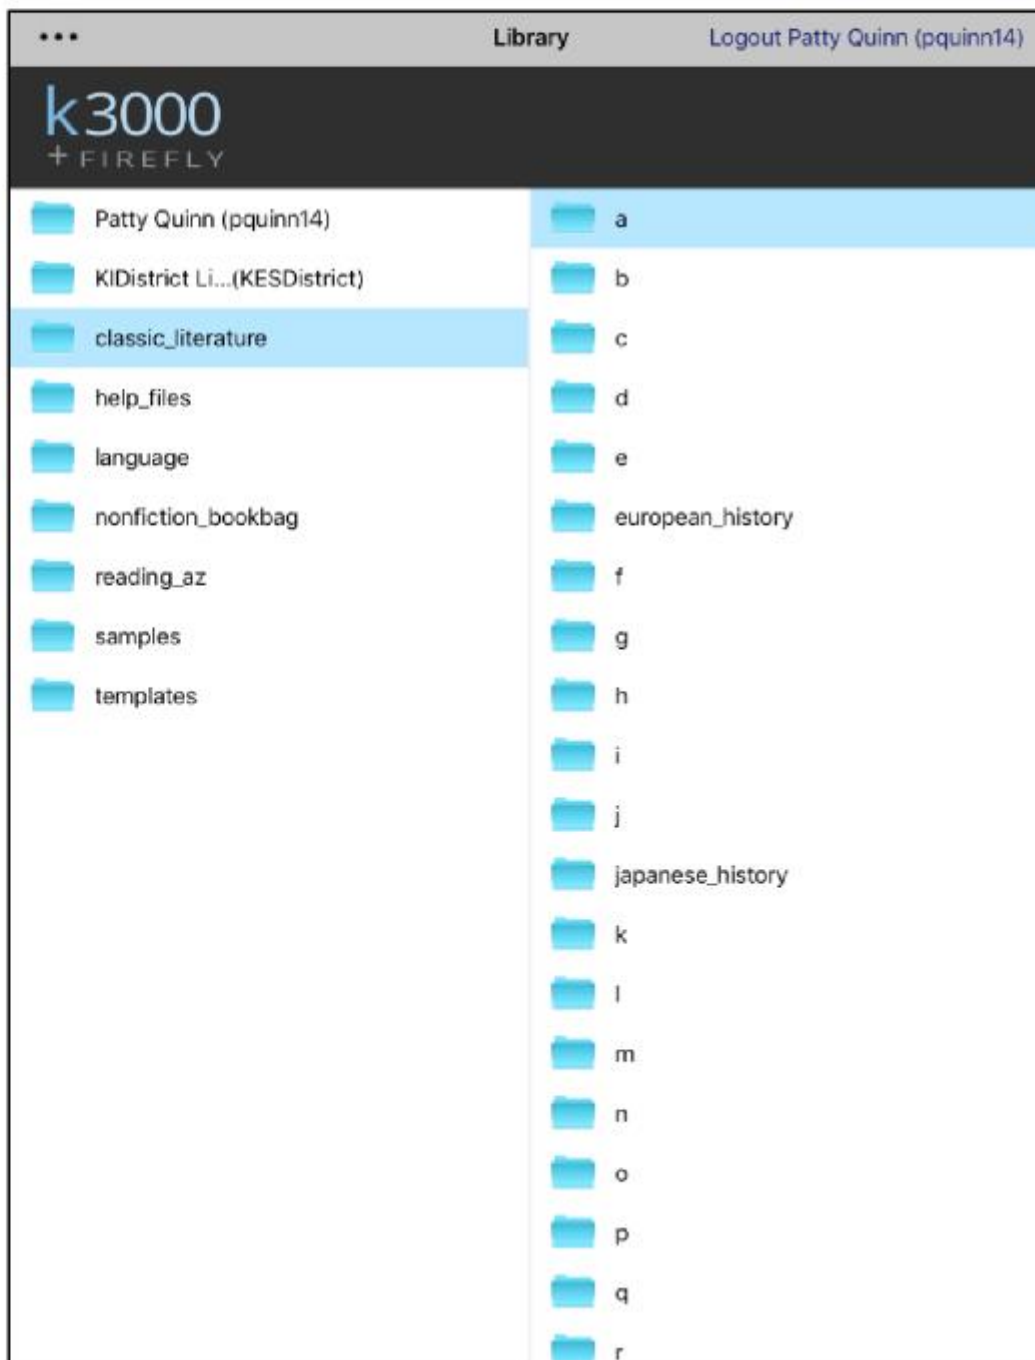 ••• Library Logout Patty Quinn (pquinn14)
k3000
+ FIREFLY
Patty Quinn (pquinn14)
KIDistrict Li...(KESDistrict)
classic_literature
help_files
language
nonfiction_bookbag
reading_az
samples
templates
a
b
c
d
e
european_history
f
g
h
i
j
japanese_history
k
l
m
n
o
p
q
r